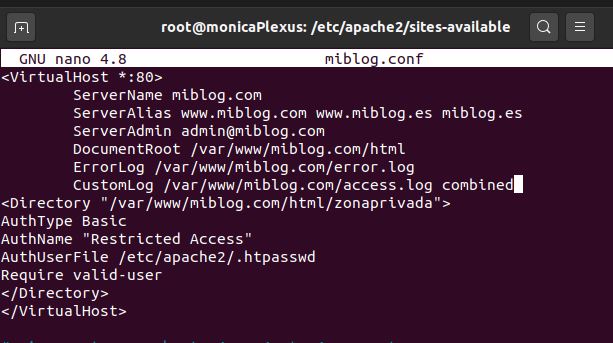 root@monicaPlexus: /etc/apache2/sites-available
GNU nano 4.8 miblog.conf
<VirtualHost *:80>
ServerName miblog.com
ServerAlias www.miblog.com www.miblog.es miblog.es
ServerAdmin admin@miblog.com
DocumentRoot /var/www/miblog.com/html
ErrorLog /var/www/miblog.com/error.log
CustomLog /var/www/miblog.com/access.log combined
<Directory "/var/www/miblog.com/html/zonaprivada">
AuthType Basic
AuthName "Restricted Access"
AuthUserFile /etc/apache2/.htpasswd
Require valid-user
</Directory>
</VirtualHost>